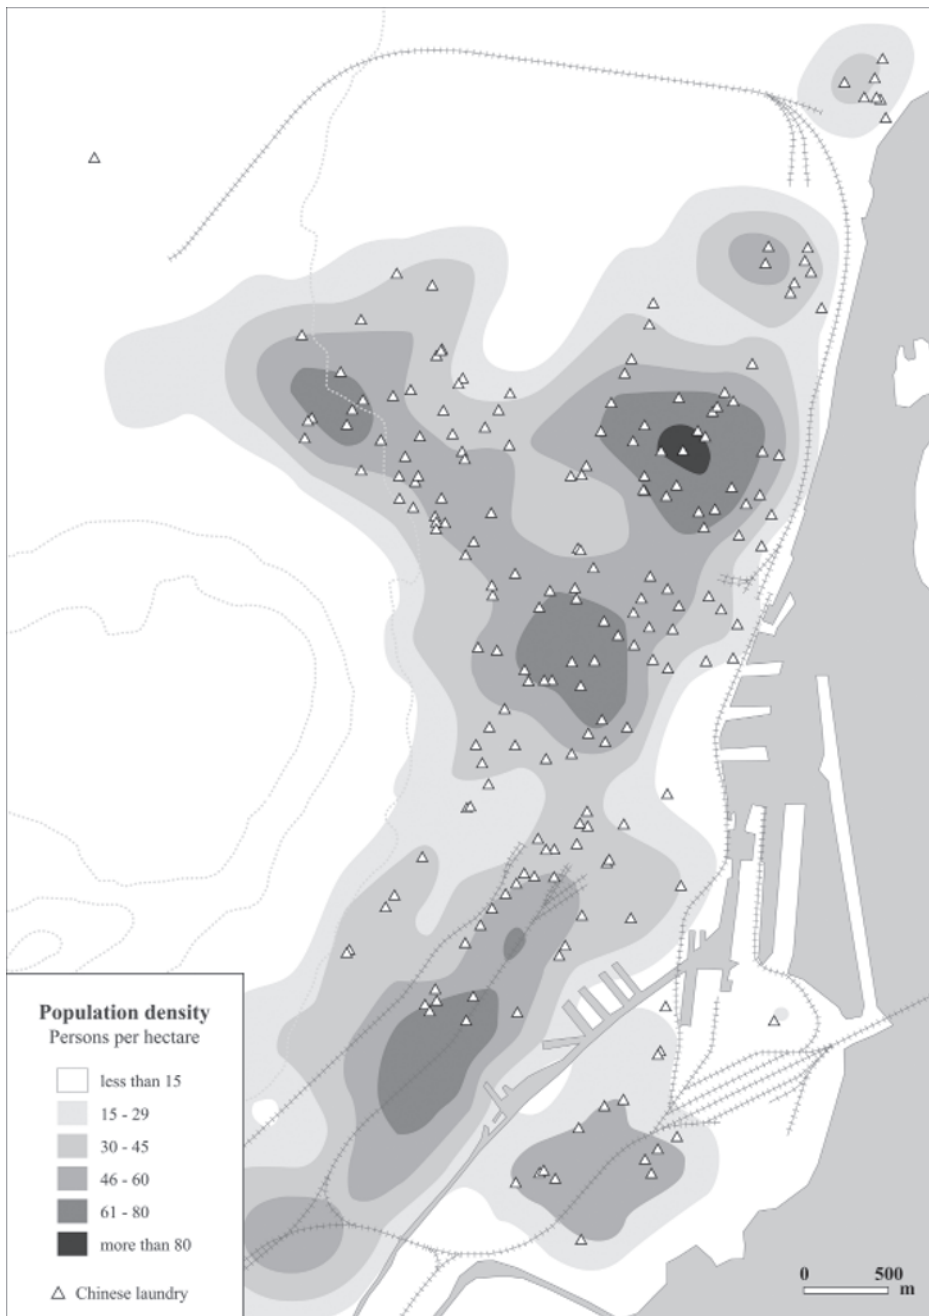 Population density
Persons per hectare
less than 15
15 - 29
30 - 45
46 - 60
61 - 80
more than 80
Chinese laundry
0 500
m